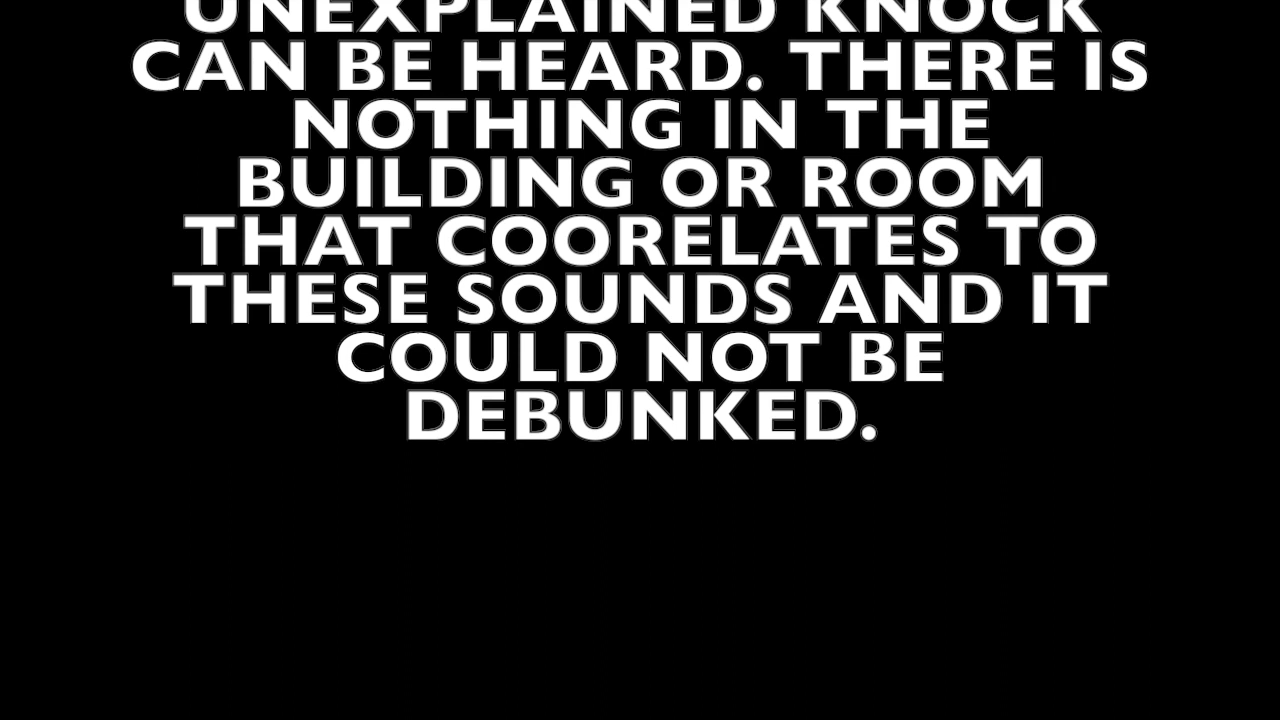 UNEXPLAINED KNOCK
CAN BE HEARD. THERE IS
NOTHING IN THE
BUILDING OR ROOM
THAT COORELATES TO
THESE SOUNDS AND IT
COULD NOT BE
DEBUNKED.